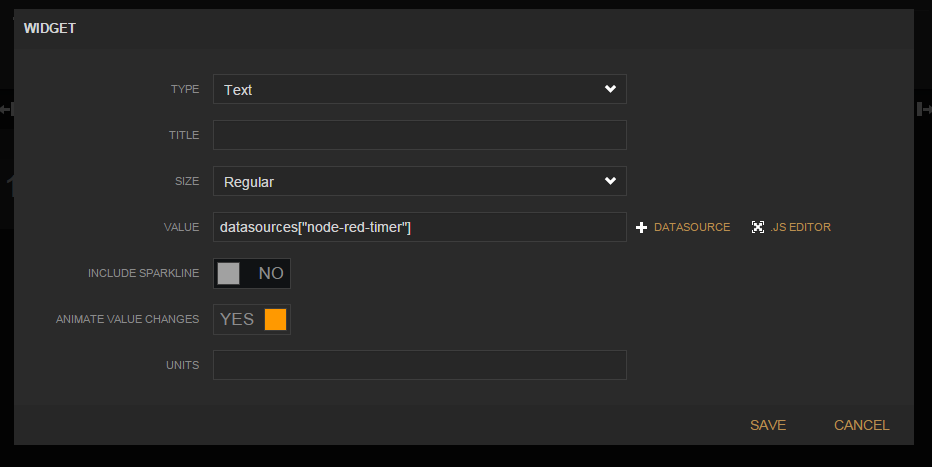 WIDGET
TYPE Text
TITLE
SIZE Regular
VALUE datasources["node-red-timer"] DATASOURCE .JS EDITOR
INCLUDE SPARKLINE NO
ANIMATE VALUE CHANGES YES
UNITS
SAVE CANCEL